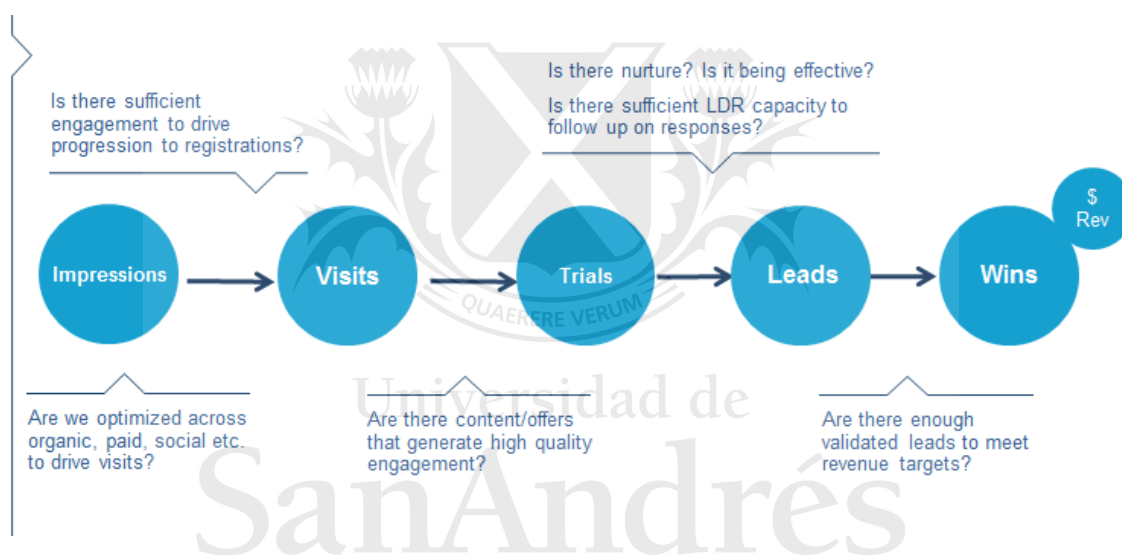 Is there nurture? Is it being effective?
Is there sufficient LDR capacity to
follow up on responses?
Is there sufficient
engagement to drive
progression to registrations?
$
Rev
Impressions
Visits
Trials
Leads
Wins
QUAERERE VERUM
Are we optimized across
organic, paid, social etc.
to drive visits?
Are there content/offers
that generate high quality
engagement?
Are there enough
validated leads to meet
revenue targets?
Universidad de
SanAndrés